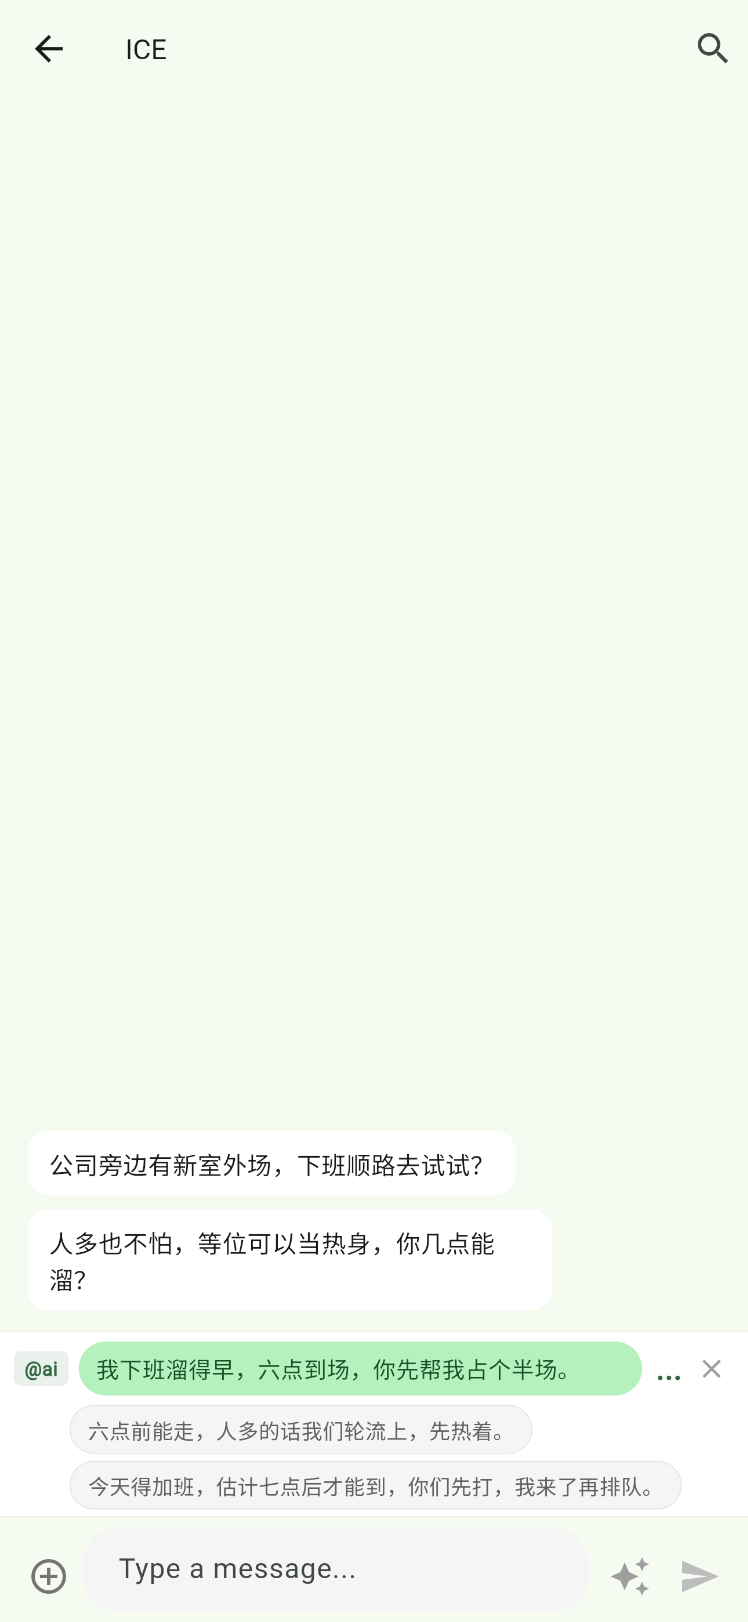 ICE
公司旁边有新室外场，下班顺路去试试？
人多也不怕，等位可以当热身，你几点能
溜？
@ai
我下班溜得早，六点到场，你先帮我占个半场。
...
六点前能走，人多的话我们轮流上，先热着。
今天得加班，估计七点后才能到，你们先打，我来了再排队。
Type a message...